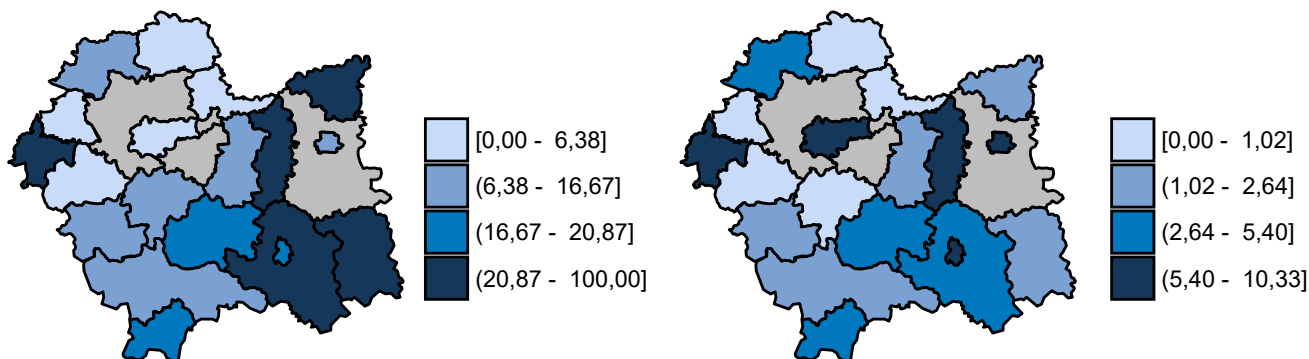 [0,00 - 6,38]
(6,38 - 16,67]
(16,67 - 20,87]
(20,87 - 100,00]
[0,00 - 1,02]
(1,02 - 2,64]
(2,64 - 5,40]
(5,40 - 10,33]